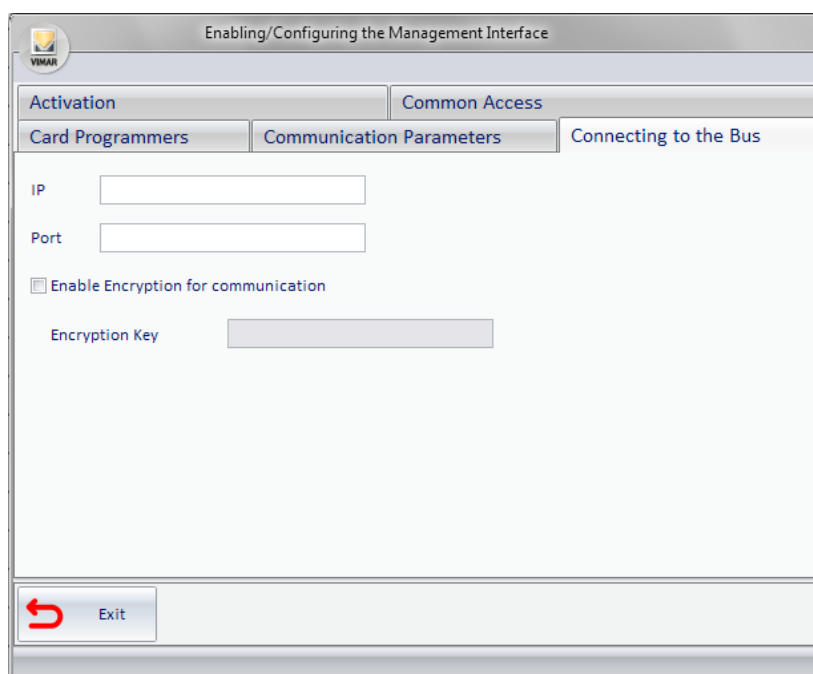 Enabling/Configuring the Management Interface
VIMAR
Activation
Common Access
Card Programmers
Communication Parameters
Connecting to the Bus
IP
Port
Enable Encryption for communication
Encryption Key
Exit